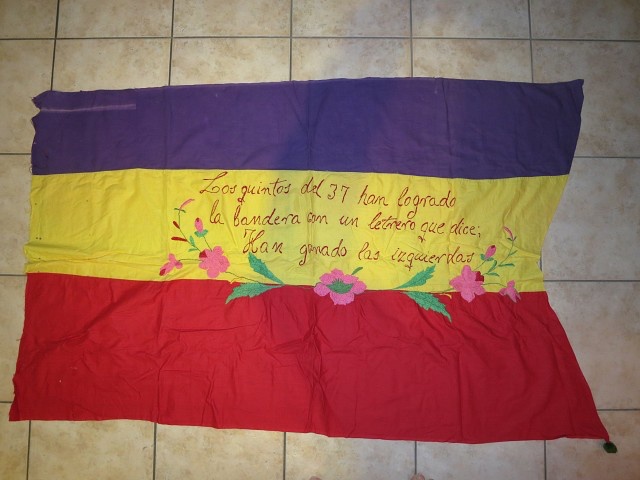 Los quintos del 37 han logrado
la bandera con un letrero que dice;
Han ganado las izquierdas